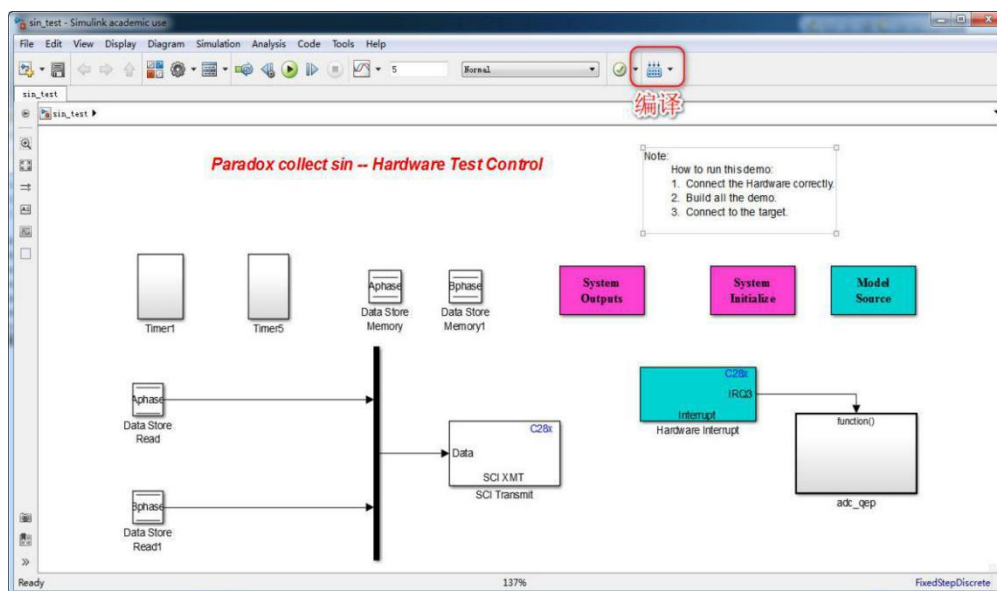 sin_test - Simulink academic use
File Edit View Display Diagram Simulation Analysis Code Tools Help
5
Normal
编译
sin_test
sin_test
Paradox collect sin -- Hardware Test Control
Note:
How to run this demo:
1. Connect the Hardware correctly.
2. Build all the demo.
3. Connect to the target.
Timer1
Timer5
Aphase
Data Store
Memory
Bphase
Data Store
Memory1
System
Outputs
System
Initialize
Model
Source
Aphase
Data Store
Read
C28x
Data
SCI XMT
SCI Transmit
C28x
IRQ3
Interrupt
Hardware Interrupt
function()
adc_qep
Bphase
Data Store
Read1
Ready
137%
FixedStepDiscrete